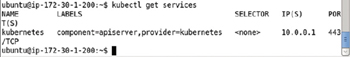 ubuntu@ip-172-30-1-200:~$ kubectl get services
NAME LABELS SELECTOR IP(S) POR
T(S)
kubernetes component=apiserver,provider=kubernetes <none> 10.0.0.1 443
/TCP
ubuntu@ip-172-30-1-200:~$